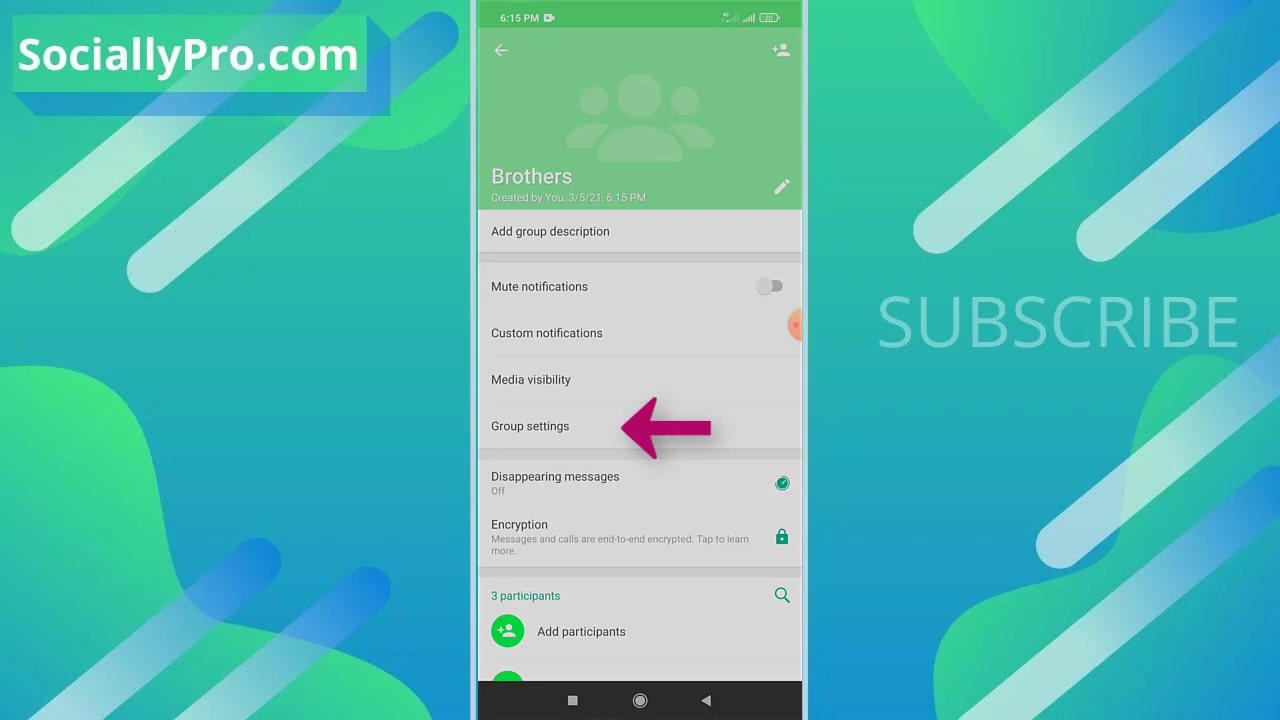 SociallyPro.com
6:15 PM
Brothers
Created by You, 3/5/21, 6:15 PM
Add group description
Mute notifications
Custom notifications
Media visibility
Group settings
Disappearing messages
Off
Encryption
Messages and calls are end-to-end encrypted. Tap to learn
more.
3 participants
Add participants
SUBSCRIBE